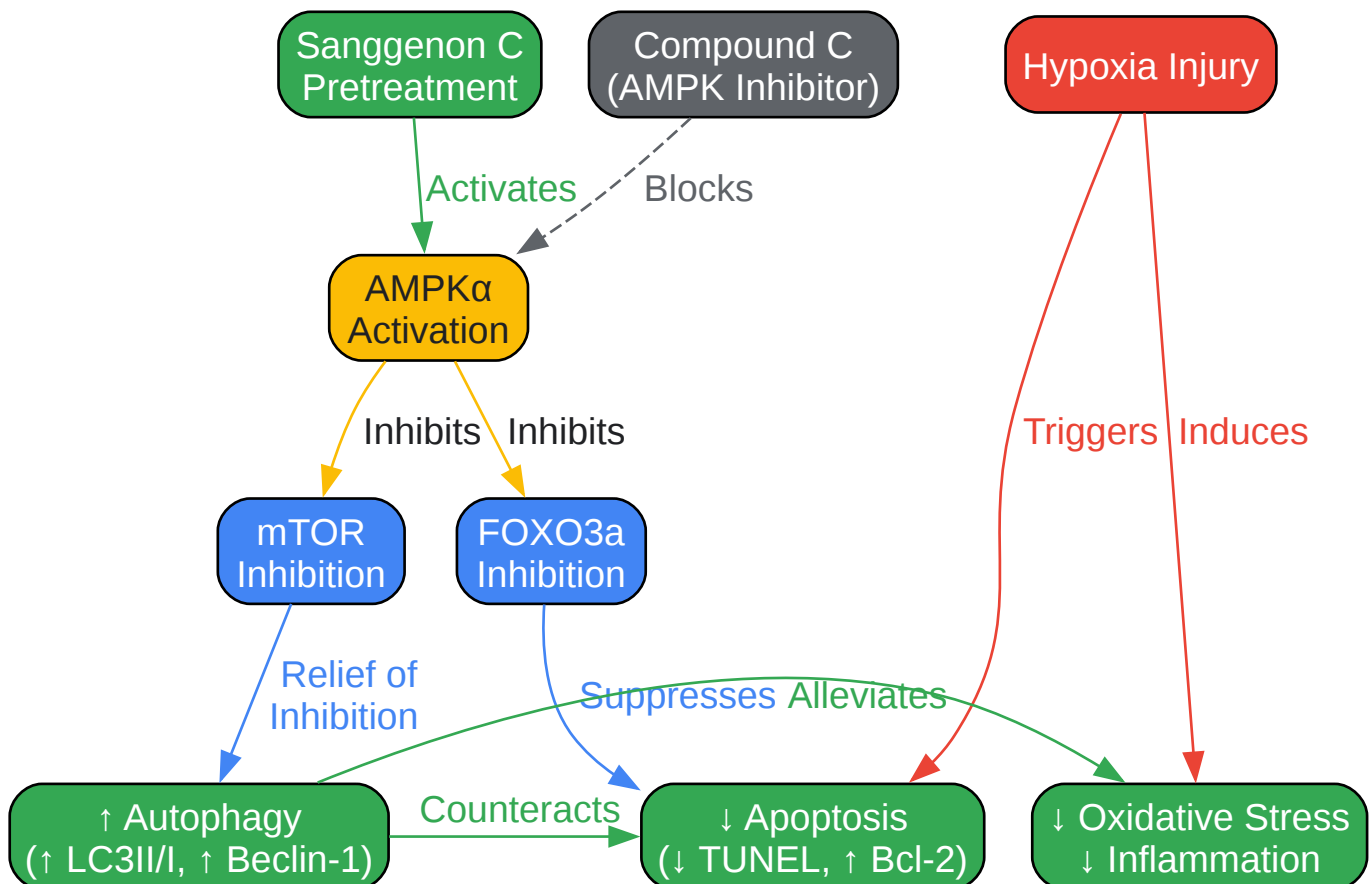 Sanggenon C
Pretreatment
Compound C
(AMPK Inhibitor)
Hypoxia Injury
Activates
Blocks
AMPKα
Activation
Inhibits
Inhibits
Triggers
Induces
mTOR
Inhibition
FOXO3a
Inhibition
Relief of
Inhibition
Suppresses
Alleviates
Counteracts
↑ Autophagy
(↑ LC3II/I, ↑ Beclin-1)
↓ Apoptosis
(↓ TUNEL, ↑ Bcl-2)
↓ Oxidative Stress
↓ Inflammation